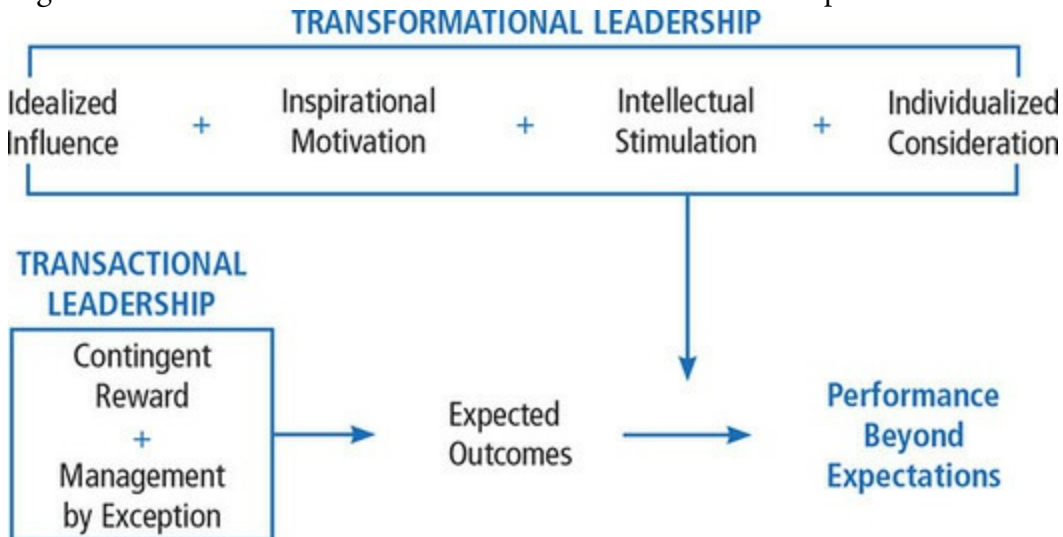 TRANSFORMATIONAL LEADERSHIP
Idealized
Influence
+
Inspirational
Motivation
+
Intellectual
Stimulation
+
Individualized
Consideration
TRANSACTIONAL
LEADERSHIP
Contingent
Reward
+
Management
by Exception
Expected
Outcomes
Performance
Beyond
Expectations